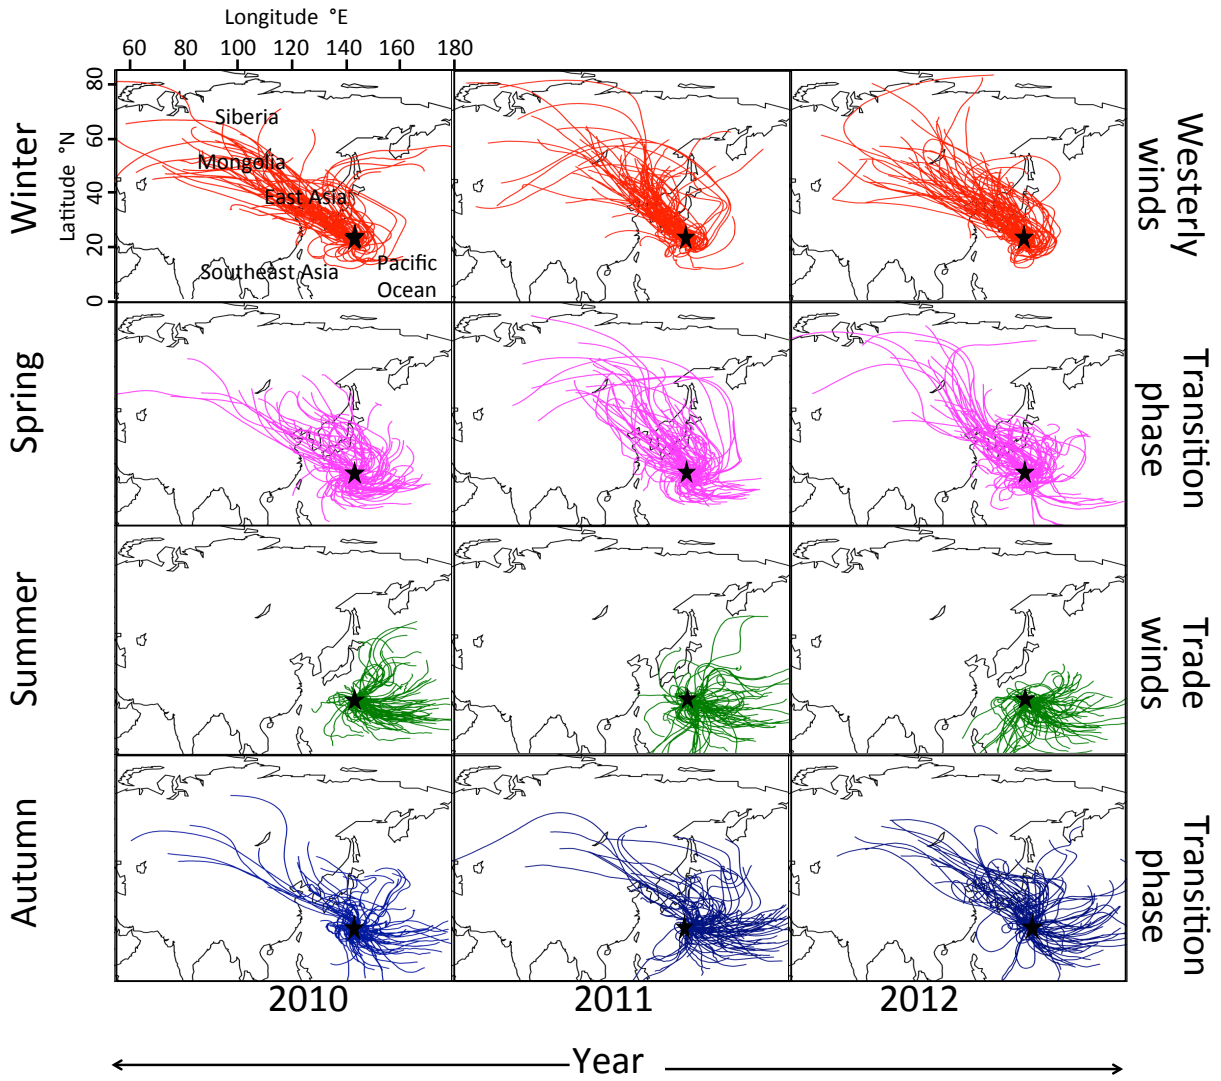 Longitude °E
60 80 100 120 140 160 180
80
60
40
20
0
Latitude °N
Winter
Siberia
Mongolia
East Asia
Southeast Asia
Pacific
Ocean
Westerly
winds
Spring
Transition
phase
Summer
Trade
winds
Autumn
Transition
phase
2010 2011 2012
Year